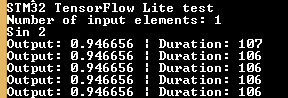 STM32 TensorFlow Lite test
Number of input elements: 1
Sin 2
Output: 0.946656 | Duration: 107
Output: 0.946656 | Duration: 106
Output: 0.946656 | Duration: 106
Output: 0.946656 | Duration: 106
Output: 0.946656 | Duration: 106